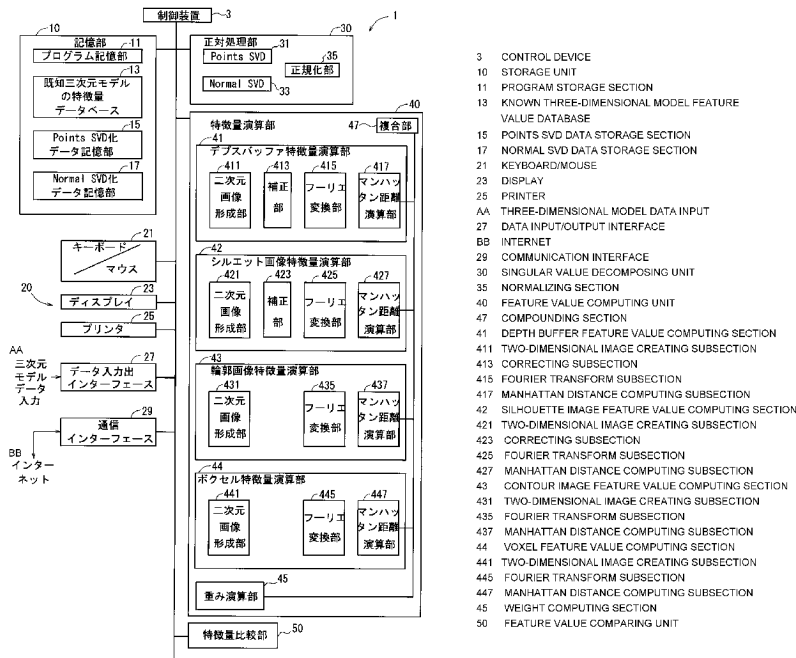 制御装置
3
1
10
記憶部
11
プログラム記憶部
13
既知三次元モデル
の特徴量
データベース
15
Points SVD化
データ記憶部
17
Normal SVD化
データ記憶部
30
正対処理部
31
Points SVD
35
正規化部
Normal SVD
33
40
特徴量演算部
47
複合部
41
デプスバッファ特徴量演算部
411
413
415
417
二次元
画像
形成部
補正
部
フーリエ
変換部
マンハッ
タン距離
演算部
42
シルエット画像特徴量演算部
421
423
425
427
二次元
画像
形成部
補正
部
フーリエ
変換部
マンハッ
タン距離
演算部
43
輪郭画像特徴量演算部
431
435
437
二次元
画像
形成部
フーリエ
変換部
マンハッ
タン距離
演算部
44
ボクセル特徴量演算部
441
445
447
二次元
画像
形成部
フーリエ
変換部
マンハッ
タン距離
演算部
45
重み演算部
50
特徴量比較部
20
21
キーボード
マウス
23
ディスプレイ
25
プリンタ
AA
三次元
モデル
データ
入力
27
データ入力出
インターフェース
29
通信
インターフェース
BB
インター
ネット
3 CONTROL DEVICE
10 STORAGE UNIT
11 PROGRAM STORAGE SECTION
13 KNOWN THREE-DIMENSIONAL MODEL FEATURE
VALUE DATABASE
15 POINTS SVD DATA STORAGE SECTION
17 NORMAL SVD DATA STORAGE SECTION
21 KEYBOARD/MOUSE
23 DISPLAY
25 PRINTER
AA THREE-DIMENSIONAL MODEL DATA INPUT
27 DATA INPUT/OUTPUT INTERFACE
BB INTERNET
29 COMMUNICATION INTERFACE
30 SINGULAR VALUE DECOMPOSING UNIT
35 NORMALIZING SECTION
40 FEATURE VALUE COMPUTING UNIT
47 COMPOUNDING SECTION
41 DEPTH BUFFER FEATURE VALUE COMPUTING SECTION
411 TWO-DIMENSIONAL IMAGE CREATING SUBSECTION
413 CORRECTING SUBSECTION
415 FOURIER TRANSFORM SUBSECTION
417 MANHATTAN DISTANCE COMPUTING SUBSECTION
42 SILHOUETTE IMAGE FEATURE VALUE COMPUTING SECTION
421 TWO-DIMENSIONAL IMAGE CREATING SUBSECTION
423 CORRECTING SUBSECTION
425 FOURIER TRANSFORM SUBSECTION
427 MANHATTAN DISTANCE COMPUTING SUBSECTION
43 CONTOUR IMAGE FEATURE VALUE COMPUTING SECTION
431 TWO-DIMENSIONAL IMAGE CREATING SUBSECTION
435 FOURIER TRANSFORM SUBSECTION
437 MANHATTAN DISTANCE COMPUTING SUBSECTION
44 VOXEL FEATURE VALUE COMPUTING SECTION
441 TWO-DIMENSIONAL IMAGE CREATING SUBSECTION
445 FOURIER TRANSFORM SUBSECTION
447 MANHATTAN DISTANCE COMPUTING SUBSECTION
45 WEIGHT COMPUTING SECTION
50 FEATURE VALUE COMPARING UNIT